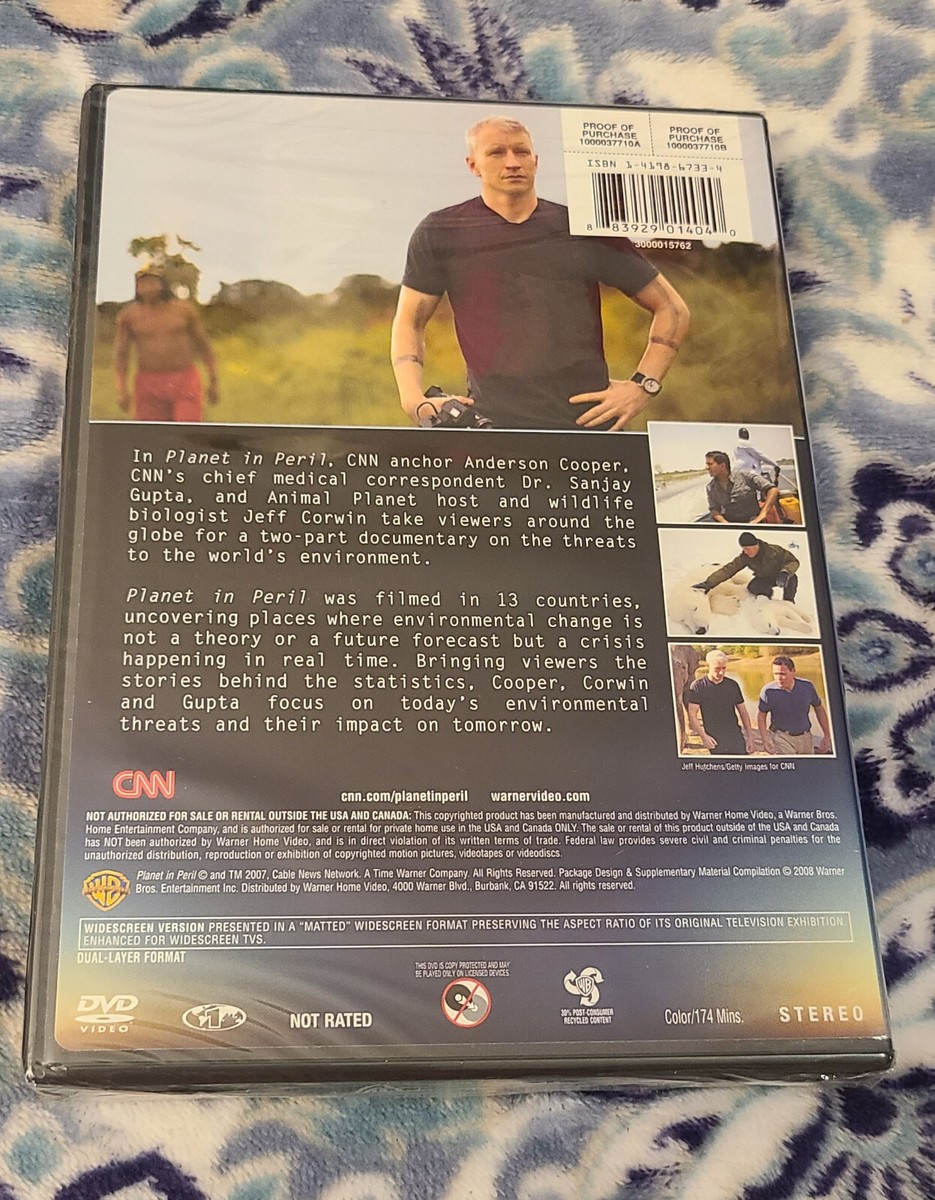 PROOF OF
PURCHASE
1000037710A
PROOF OF
PURCHASE
1000037710B
ISBN 1-4198-6733-4
8 83929 01404 0
3000015762
In Planet in Peril, CNN anchor Anderson Cooper,
CNN's chief medical correspondent Dr. Sanjay
Gupta, and Animal Planet host and wildlife
biologist Jeff Corwin take viewers around the
globe for a two-part documentary on the threats
to the world's environment.
Planet in Peril was filmed in 13 countries,
uncovering places where environmental change is
not a theory or a future forecast but a crisis
happening in real time. Bringing viewers the
stories behind the statistics, Cooper, Corwin
and Gupta focus on today's environmental
threats and their impact on tomorrow.
Jeff Hutchens/Getty Images for CNN
CNN
cnn.com/planetinperil warnervideo.com
NOT AUTHORIZED FOR SALE OR RENTAL OUTSIDE THE USA AND CANADA: This copyrighted product has been manufactured and distributed by Warner Home Video, a Warner Bros.
Home Entertainment Company, and is authorized for sale or rental for private home use in the USA and Canada ONLY. The sale or rental of this product outside of the USA and Canada
has NOT been authorized by Warner Home Video, and is in direct violation of its written terms of trade. Federal law provides severe civil and criminal penalties for the
unauthorized distribution, reproduction or exhibition of copyrighted motion pictures, videotapes or videodiscs.
WB
Planet in Peril © and TM 2007, Cable News Network. A Time Warner Company. All Rights Reserved. Package Design & Supplementary Material Compilation © 2008 Warner
Bros. Entertainment Inc. Distributed by Warner Home Video, 4000 Warner Blvd., Burbank, CA 91522. All rights reserved.
WIDESCREEN VERSION PRESENTED IN A "MATTED" WIDESCREEN FORMAT PRESERVING THE ASPECT RATIO OF ITS ORIGINAL TELEVISION EXHIBITION.
ENHANCED FOR WIDESCREEN TVS.
DUAL-LAYER FORMAT
THIS DVD IS COPY PROTECTED AND MAY
BE PLAYED ONLY ON LICENSED DEVICES.
DVD
VIDEO
1
NOT RATED
WB
30% POST-CONSUMER
RECYCLED CONTENT
Color/174 Mins.
STEREO